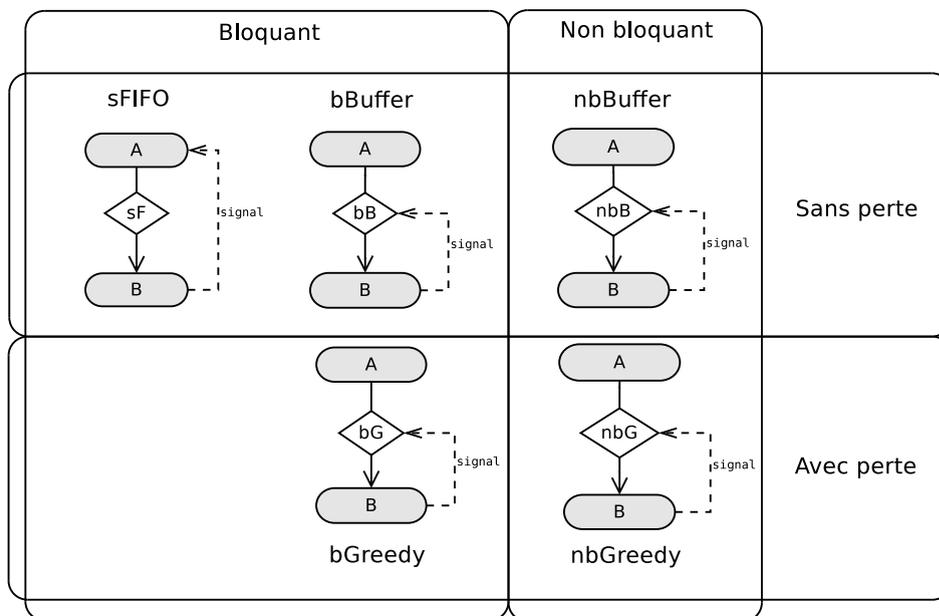 Bloquant
Non bloquant
sFIFO
bBuffer
nbBuffer
A
A
A
sF
bB
nbB
signal
signal
signal
Sans perte
B
B
B
A
A
bG
nbG
signal
signal
Avec perte
B
B
bGreedy
nbGreedy